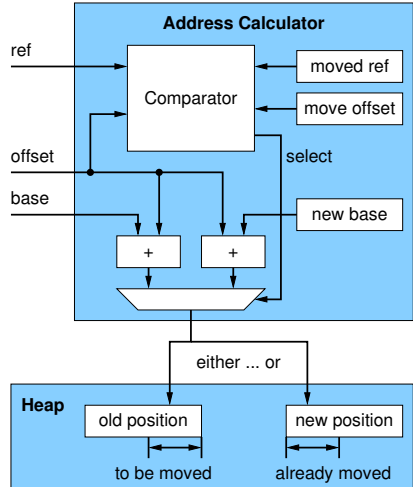 Address Calculator
ref
moved ref
Comparator
move offset
offset
select
base
new base
+
+
either ... or
Heap
old position
new position
to be moved
already moved